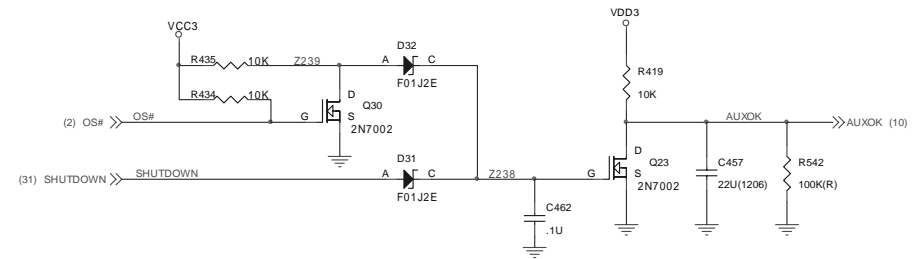 VDD3
VCC3
D32
R435 10K Z239 A C
R434 10K F01J2E
R419
10K
D
Q30
(2) OS# OS# G S
2N7002
AUXOK AUXOK (10)
D31
D
Q23
C457
R542
(31) SHUTDOWN SHUTDOWN A C Z238 G S
2N7002
22U(1206)
100K(R)
F01J2E
C462
.1U